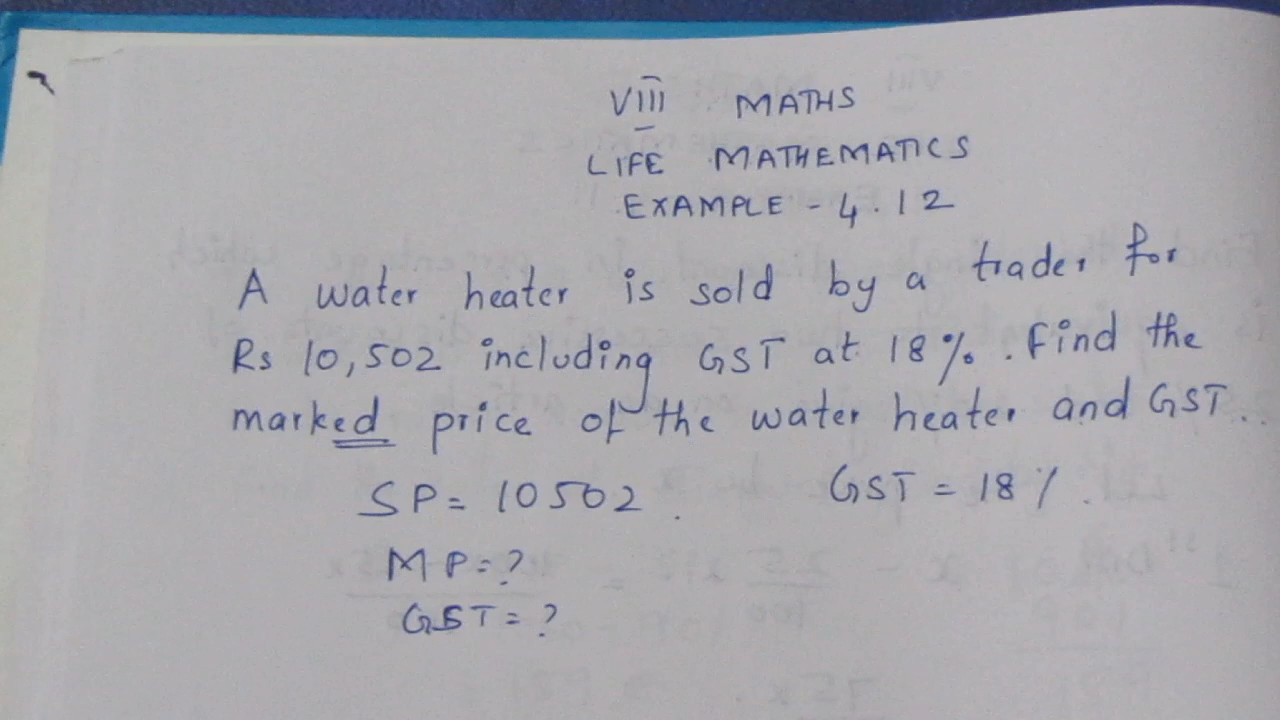 VIII MATHS
LIFE MATHEMATICS
EXAMPLE - 4.12
A water heater is sold by a trader for
Rs 10,502 including GST at 18%. Find the
marked price of the water heater and GST..
SP = 10502. GST = 18%.
MP = ?
GST = ?